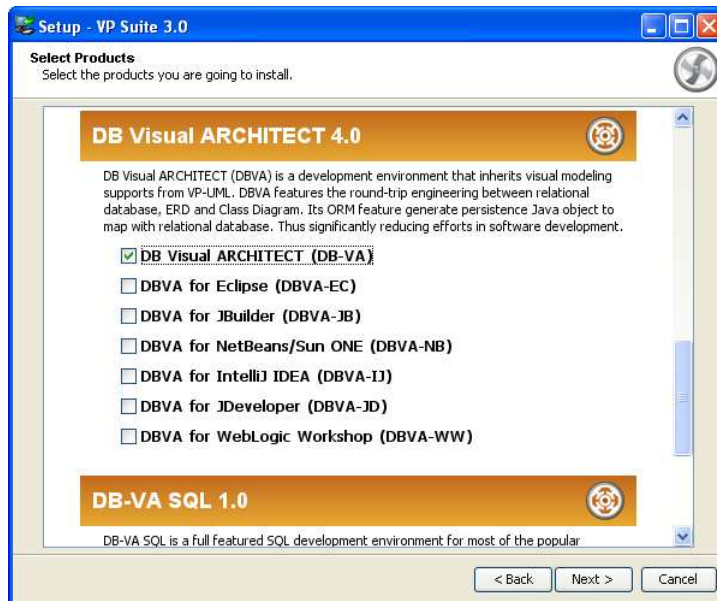 Setup - VP Suite 3.0
Select Products
Select the products you are going to install.
DB Visual ARCHITECT 4.0
DB Visual ARCHITECT (DBVA) is a development environment that inherits visual modeling
supports from VP-UML. DBVA features the round-trip engineering between relational
database, ERD and Class Diagram. Its ORM feature generate persistence Java object to
map with relational database. Thus significantly reducing efforts in software development.
DB Visual ARCHITECT (DB-VA)
DBVA for Eclipse (DBVA-EC)
DBVA for JBuilder (DBVA-JB)
DBVA for NetBeans/Sun ONE (DBVA-NB)
DBVA for IntelliJ IDEA (DBVA-IJ)
DBVA for JDeveloper (DBVA-JD)
DBVA for WebLogic Workshop (DBVA-WW)
DB-VA SQL 1.0
DB-VA SQL is a full featured SQL development environment for most of the popular
< Back Next > Cancel